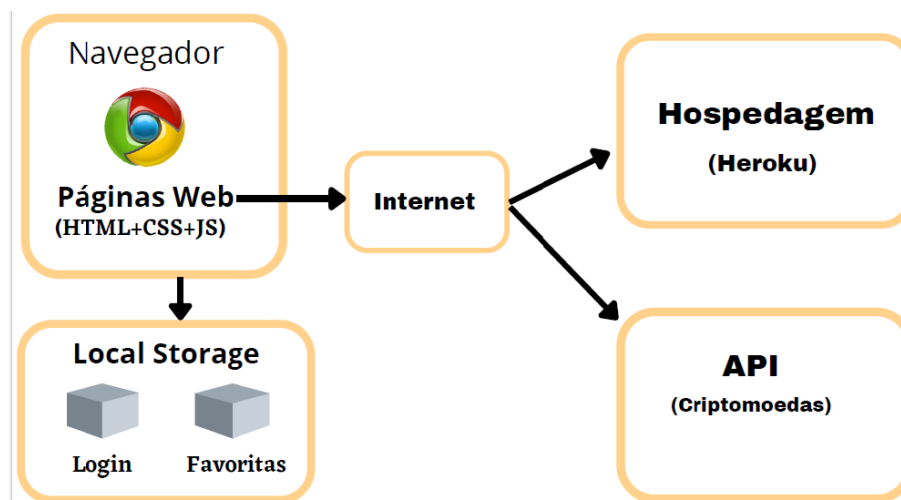 Navegador
Páginas Web
(HTML+CSS+JS)
Internet
Hospedagem
(Heroku)
Local Storage
Login
Favoritas
API
(Criptomoedas)